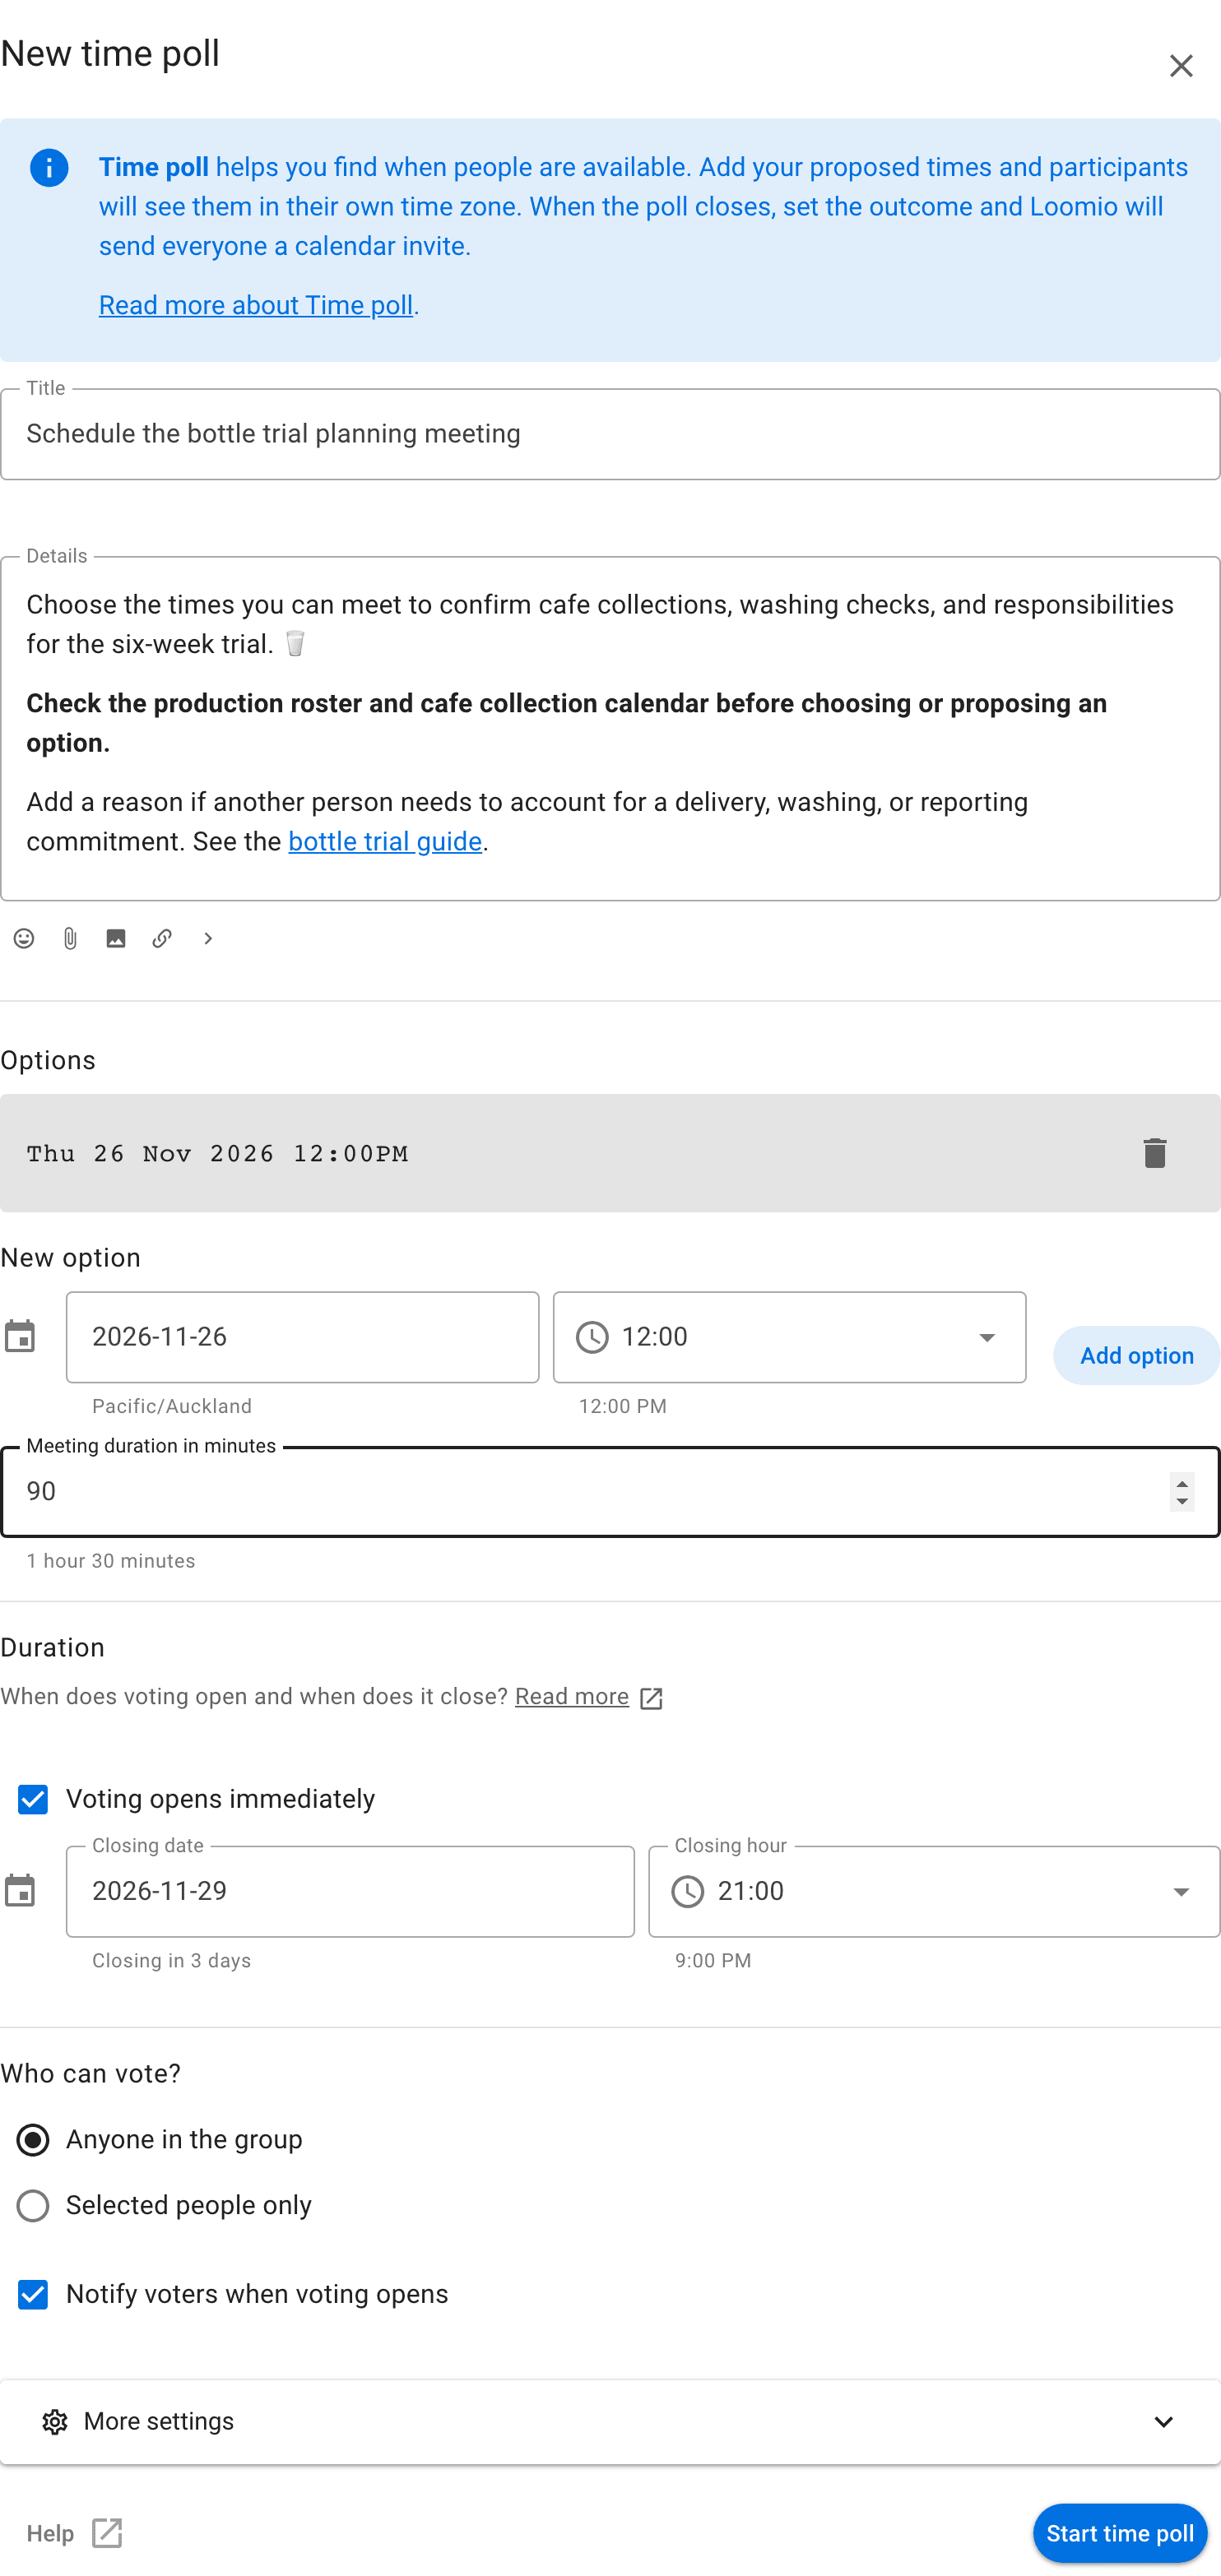 New time poll
Time poll helps you find when people are available. Add your proposed times and participants
will see them in their own time zone. When the poll closes, set the outcome and Loomio will
send everyone a calendar invite.
Read more about Time poll.
Title
Schedule the bottle trial planning meeting
Details
Choose the times you can meet to confirm cafe collections, washing checks, and responsibilities
for the six-week trial. 🥛
Check the production roster and cafe collection calendar before choosing or proposing an
option.
Add a reason if another person needs to account for a delivery, washing, or reporting
commitment. See the bottle trial guide.
Options
Thu 26 Nov 2026 12:00PM
New option
2026-11-26
12:00
Add option
Pacific/Auckland
12:00 PM
Meeting duration in minutes
90
1 hour 30 minutes
Duration
When does voting open and when does it close? Read more
Voting opens immediately
Closing date
Closing hour
2026-11-29
21:00
Closing in 3 days
9:00 PM
Who can vote?
Anyone in the group
Selected people only
Notify voters when voting opens
More settings
Help
Start time poll